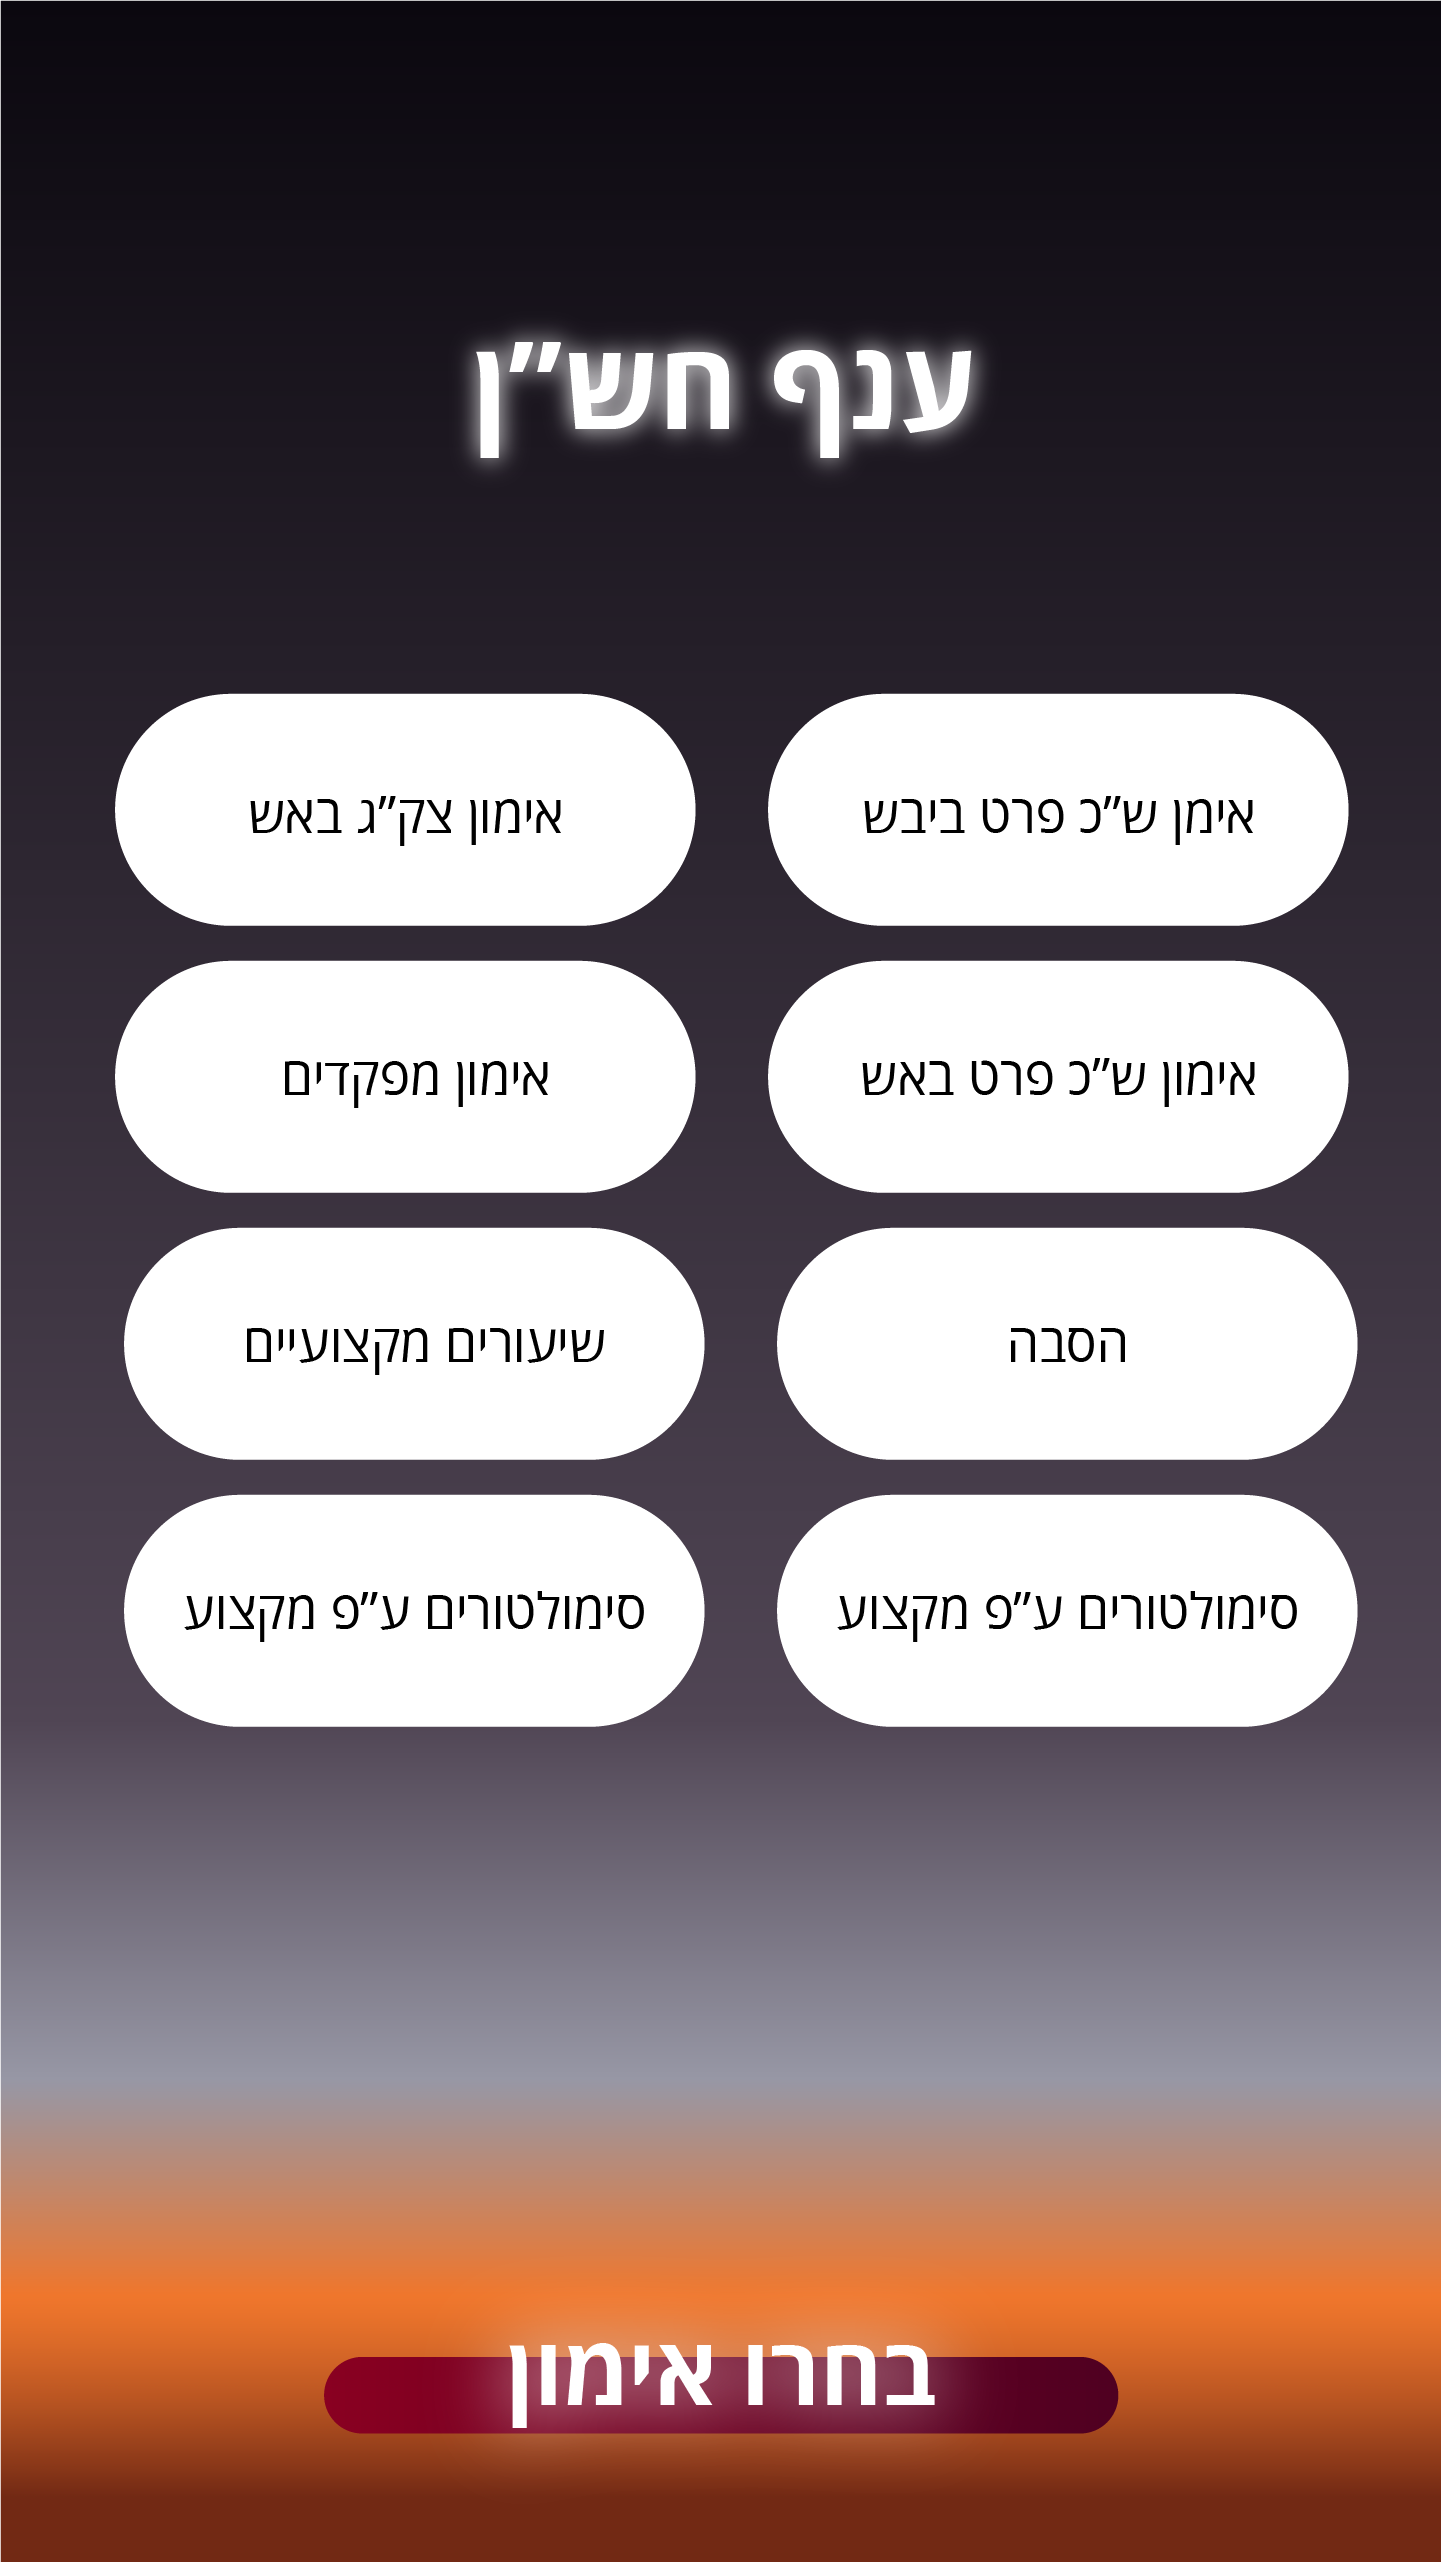 ענף חש״ן
אימן ש״כ פרט ביבש
אימון צק״ג באש
אימון ש״כ פרט באש
אימון מפקדים
הסבה
שיעורים מקצועיים
סימולטורים ע״פ מקצוע
סימולטורים ע״פ מקצוע
בחרו אימון